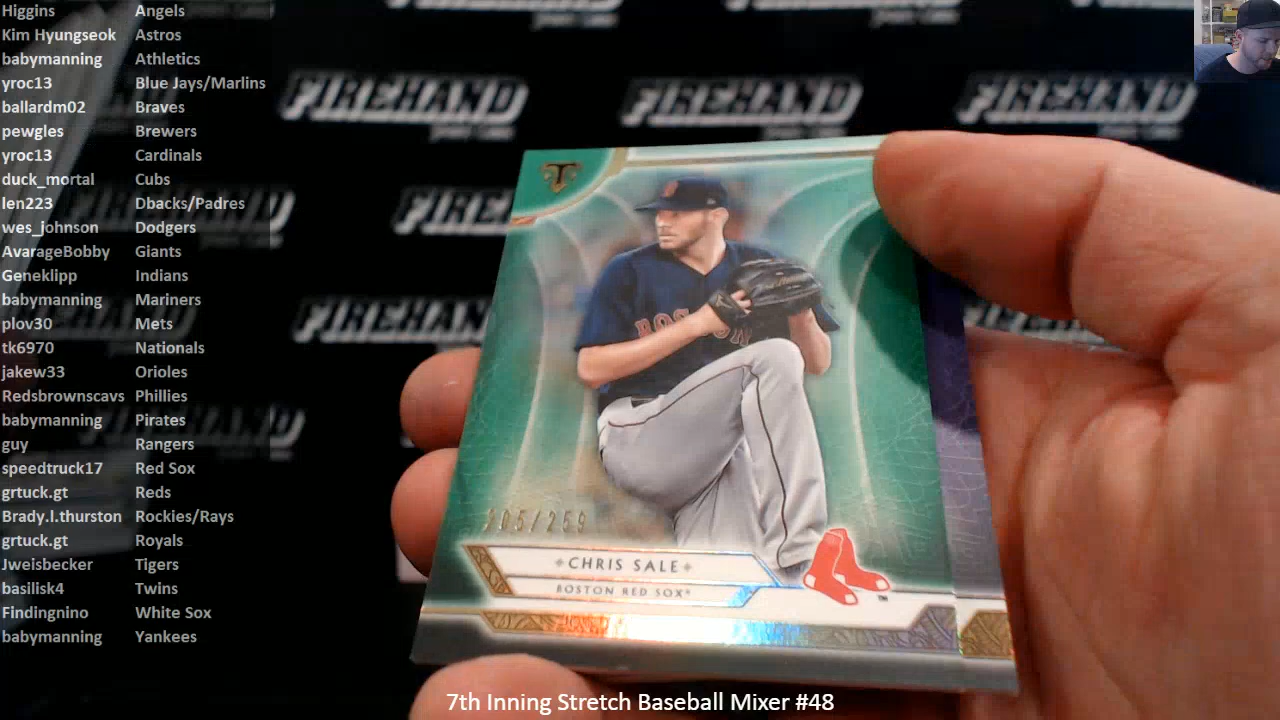 Higgins Angels
Kim Hyungseok Astros
babymanning Athletics
yroc13 Blue Jays/Marlins
ballardm02 Braves
pewgles Brewers
yroc13 Cardinals
duck_mortal Cubs
len223 Dbacks/Padres
wes_johnson Dodgers
AvarageBobby Giants
Geneklipp Indians
babymanning Mariners
plov30 Mets
tk6970 Nationals
jakew33 Orioles
Redsbrownscavs Phillies
babymanning Pirates
guy Rangers
speedtruck17 Red Sox
grtuck.gt Reds
Brady.l.thurston Rockies/Rays
grtuck.gt Royals
Jweisbecker Tigers
basilisk4 Twins
Findingnino White Sox
babymanning Yankees
FIREHAND FIREHAND FIREHAND
FIREHAND
T
BOSTON
/259
CHRIS SALE
BOSTON RED SOX
7th Inning Stretch Baseball Mixer #48